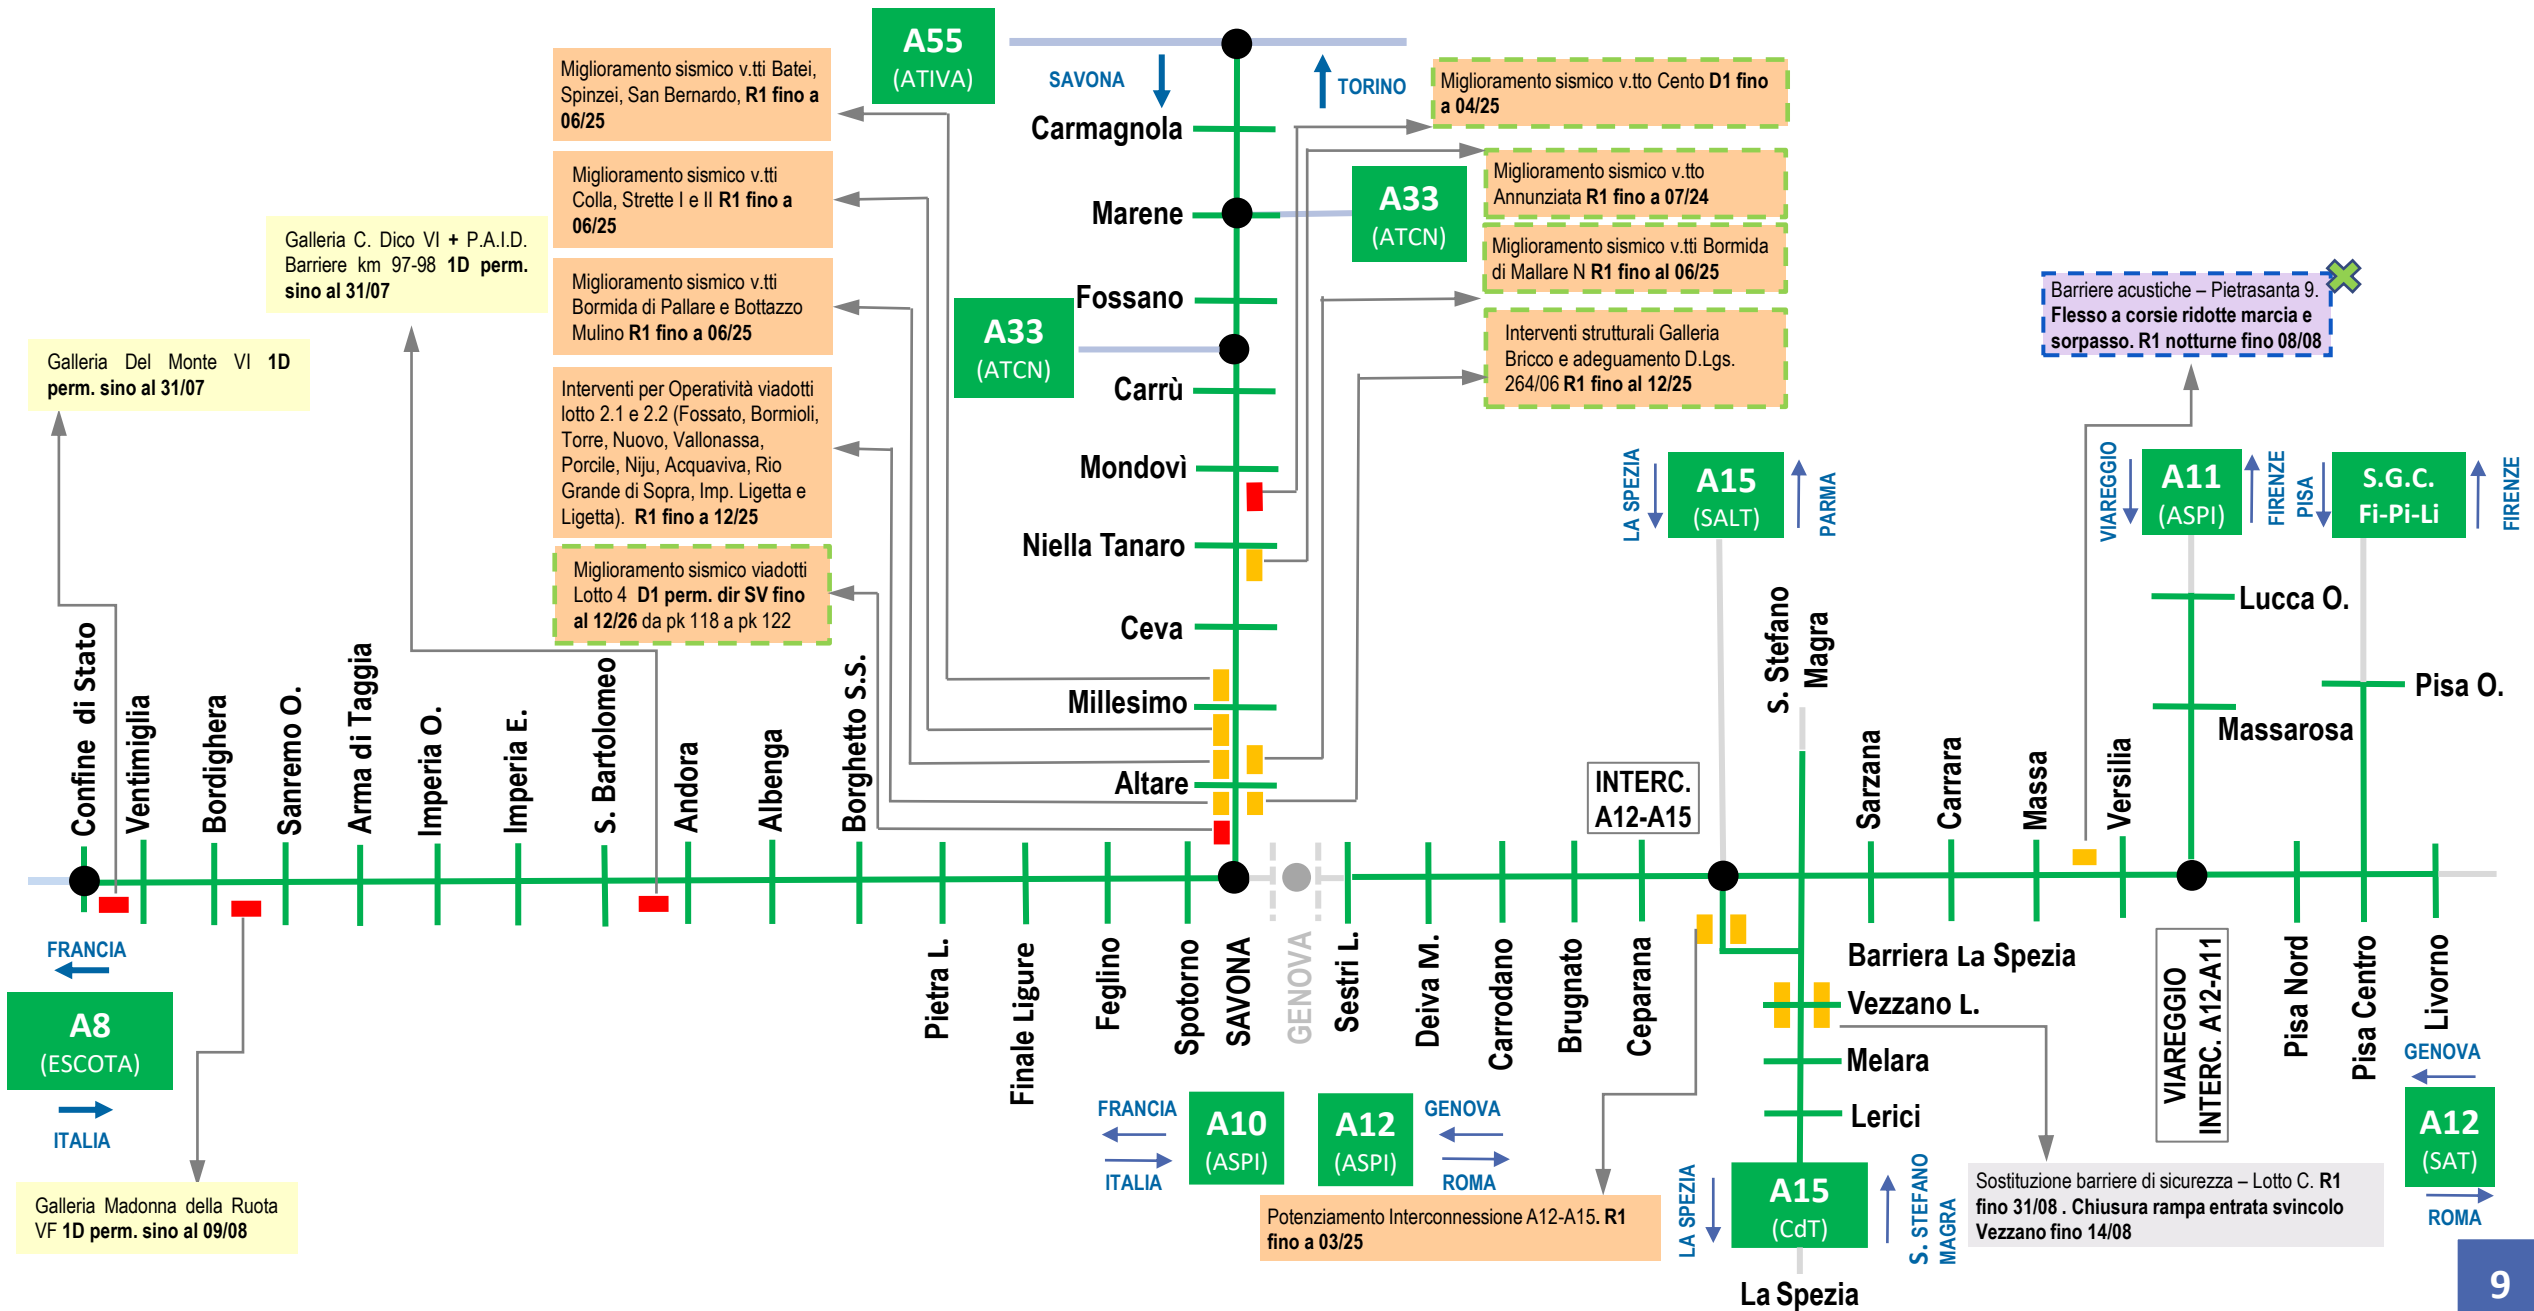 A55
(ATIVA)
SAVONA
TORINO
Miglioramento sismico v.tti Batei,
Spinzei, San Bernardo, R1 fino a
06/25
Miglioramento sismico v.tti
Colla, Strette I e II R1 fino a
06/25
Miglioramento sismico v.tti
Bormida di Pallare e Bottazzo
Mulino R1 fino a 06/25
Interventi per Operatività viadotti
lotto 2.1 e 2.2 (Fossato, Bormioli,
Torre, Nuovo, Vallonassa,
Porcile, Niju, Acquaviva, Rio
Grande di Sopra, Imp. Ligetta e
Ligetta). R1 fino a 12/25
Miglioramento sismico viadotti
Lotto 4 D1 perm. dir SV fino
al 12/26 da pk 118 a pk 122
Galleria C. Dico VI + P.A.I.D.
Barriere km 97-98 1D perm.
sino al 31/07
Galleria Del Monte VI 1D
perm. sino al 31/07
Carmagnola
Marene
Fossano
Carrù
Mondovì
Niella Tanaro
Ceva
Millesimo
Altare
A33
(ATCN)
A33
(ATCN)
Miglioramento sismico v.tto Cento D1 fino
a 04/25
Miglioramento sismico v.tto
Annunziata R1 fino a 07/24
Miglioramento sismico v.tti Bormida
di Mallare N R1 fino al 06/25
Interventi strutturali Galleria
Bricco e adeguamento D.Lgs.
264/06 R1 fino al 12/25
Barriere acustiche – Pietrasanta 9.
Flesso a corsie ridotte marcia e
sorpasso. R1 notturne fino 08/08
LA SPEZIA
A15
(SALT)
PARMA
VIAREGGIO
A11
(ASPI)
FIRENZE
PISA
S.G.C.
Fi-Pi-Li
FIRENZE
Lucca O.
Massarosa
Pisa O.
Confine di Stato
Ventimiglia
Bordighera
Sanremo O.
Arma di Taggia
Imperia O.
Imperia E.
S. Bartolomeo
Andora
Albenga
Borghetto S.S.
Pietra L.
Finale Ligure
Feglino
Spotorno
SAVONA
GENOVA
Sestri L.
Deiva M.
Carrodano
Brugnato
Ceparana
INTERC.
A12-A15
S. Stefano
Magra
Sarzana
Carrara
Massa
Versilia
Barriera La Spezia
Vezzano L.
Melara
Lerici
VIAREGGIO
INTERC. A12-A11
Pisa Nord
Pisa Centro
Livorno
FRANCIA
A8
(ESCOTA)
ITALIA
Galleria Madonna della Ruota
VF 1D perm. sino al 09/08
FRANCIA
ITALIA
A10
(ASPI)
A12
(ASPI)
GENOVA
ROMA
Potenziamento Interconnessione A12-A15. R1
fino a 03/25
LA SPEZIA
A15
(CdT)
S. STEFANO
MAGRA
La Spezia
Sostituzione barriere di sicurezza – Lotto C. R1
fino 31/08 . Chiusura rampa entrata svincolo
Vezzano fino 14/08
GENOVA
A12
(SAT)
ROMA
9